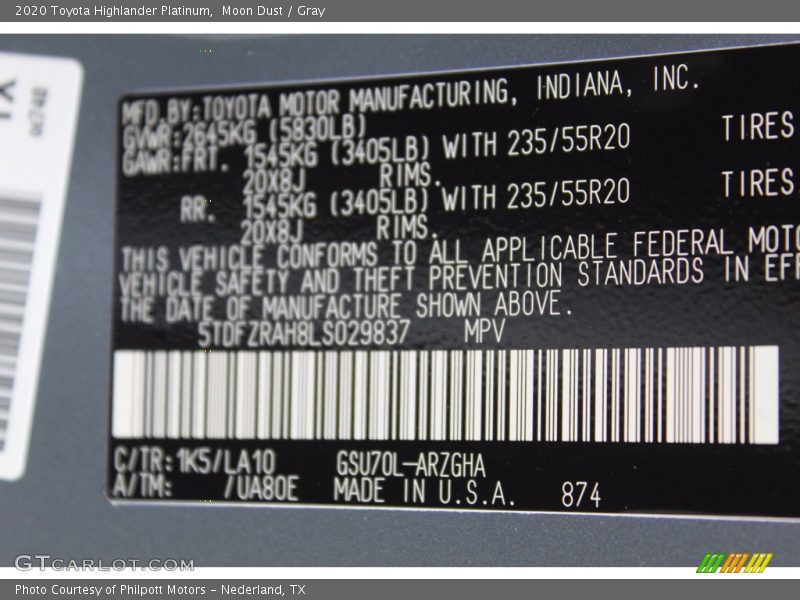 2020 Toyota Highlander Platinum, Moon Dust / Gray
MFD.BY:TOYOTA MOTOR MANUFACTURING, INDIANA, INC.
GVWR:2645KG (5830LB)
GAWR:FRT. 1545KG (3405LB) WITH 235/55R20 TIRES
20X8J RIMS.
RR. 1545KG (3405LB) WITH 235/55R20 TIRES
20X8J RIMS.
THIS VEHICLE CONFORMS TO ALL APPLICABLE FEDERAL MOTO
VEHICLE SAFETY AND THEFT PREVENTION STANDARDS IN EFF
THE DATE OF MANUFACTURE SHOWN ABOVE.
5TDFZRAH8LS029837 MPV
C/TR:1K5/LA10 GSU70L-ARZGHA
A/TM: /UA80E MADE IN U.S.A. 874
GTCARLOT.COM
Photo Courtesy of Philpott Motors - Nederland, TX